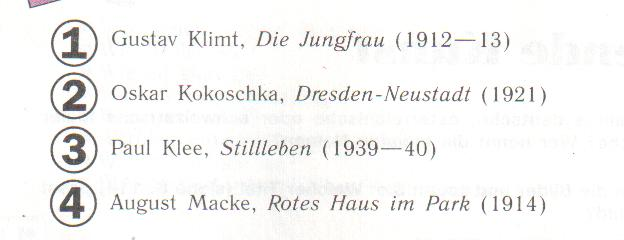 1 Gustav Klimt, Die Jungfrau (1912—13)
2 Oskar Kokoschka, Dresden-Neustadt (1921)
3 Paul Klee, Stillleben (1939—40)
4 August Macke, Rotes Haus im Park (1914)